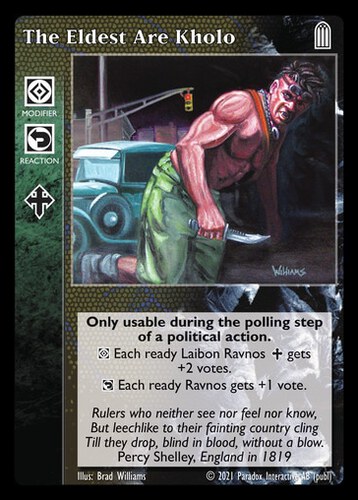 The Eldest Are Kholo
MODIFIER
REACTION
WILLIAMS
Only usable during the polling step
of a political action.
Each ready Laibon Ravnos gets
+2 votes.
Each ready Ravnos gets +1 vote.
Rulers who neither see nor feel nor know,
But leechlike to their fainting country cling
Till they drop, blind in blood, without a blow.
Percy Shelley, England in 1819
Illus: Brad Williams
© 2021 Paradox Interactive AB (publ)